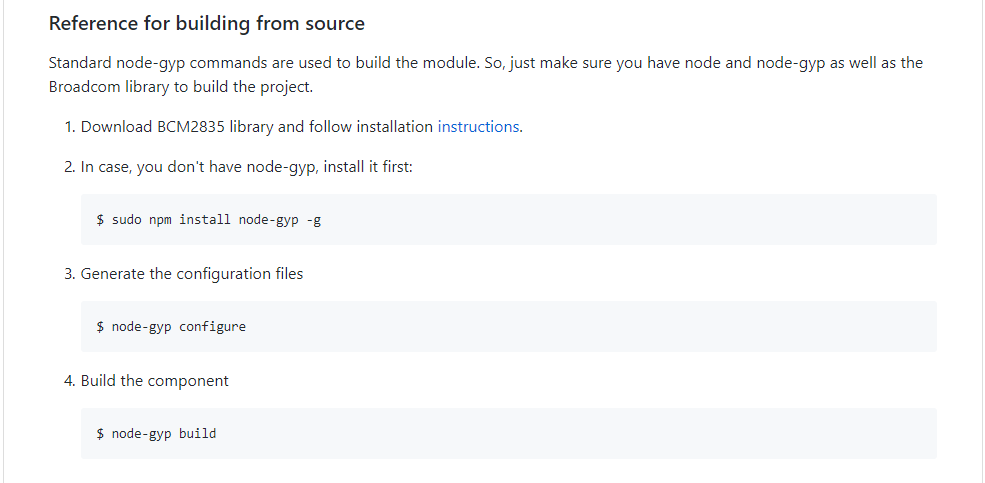 Reference for building from source
Standard node-gyp commands are used to build the module. So, just make sure you have node and node-gyp as well as the
Broadcom library to build the project.
1. Download BCM2835 library and follow installation instructions.
2. In case, you don't have node-gyp, install it first:
$ sudo npm install node-gyp -g
3. Generate the configuration files
$ node-gyp configure
4. Build the component
$ node-gyp build